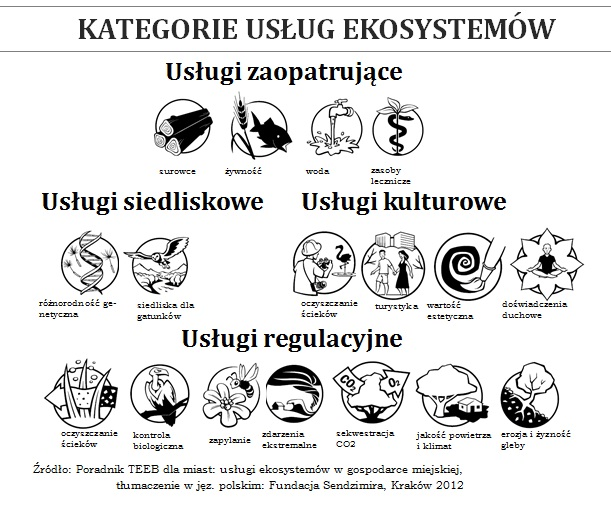 KATEGORIE USŁUG EKOSYSTEMÓW
Usługi zaopatrujące
surowce
żywność
woda
zasoby
lecznicze
Usługi siedliskowe
Usługi kulturowe
różnorodność ge-
netyczna
siedliska dla
gatunków
oczyszczanie
ścieków
turystyka
wartość
estetyczna
doświadczenia
duchowe
Usługi regulacyjne
CO₂
O₂
oczyszczanie
ścieków
kontrola
biologiczna
zapylanie
zdarzenia
ekstremalne
sekwestracja
CO2
jakość powietrza
i klimat
erozja i żyzność
gleby
Źródło: Poradnik TEEB dla miast: usługi ekosystemów w gospodarce miejskiej,
tłumaczenie w jęz. polskim: Fundacja Sendzimira, Kraków 2012